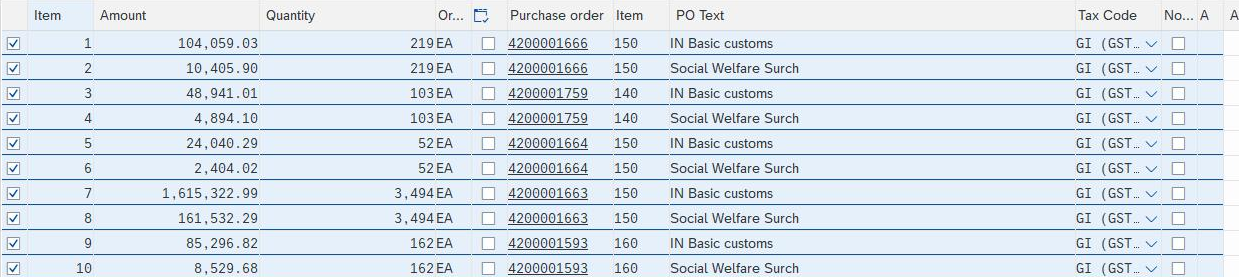 Item Amount Quantity Or... Purchase order Item PO Text Tax Code No... A A
1 104,059.03 219 EA 4200001666 150 IN Basic customs GI (GST…
2 10,405.90 219 EA 4200001666 150 Social Welfare Surch GI (GST…
3 48,941.01 103 EA 4200001759 140 IN Basic customs GI (GST…
4 4,894.10 103 EA 4200001759 140 Social Welfare Surch GI (GST…
5 24,040.29 52 EA 4200001664 150 IN Basic customs GI (GST…
6 2,404.02 52 EA 4200001664 150 Social Welfare Surch GI (GST…
7 1,615,322.99 3,494 EA 4200001663 150 IN Basic customs GI (GST…
8 161,532.29 3,494 EA 4200001663 150 Social Welfare Surch GI (GST…
9 85,296.82 162 EA 4200001593 160 IN Basic customs GI (GST…
10 8,529.68 162 EA 4200001593 160 Social Welfare Surch GI (GST…